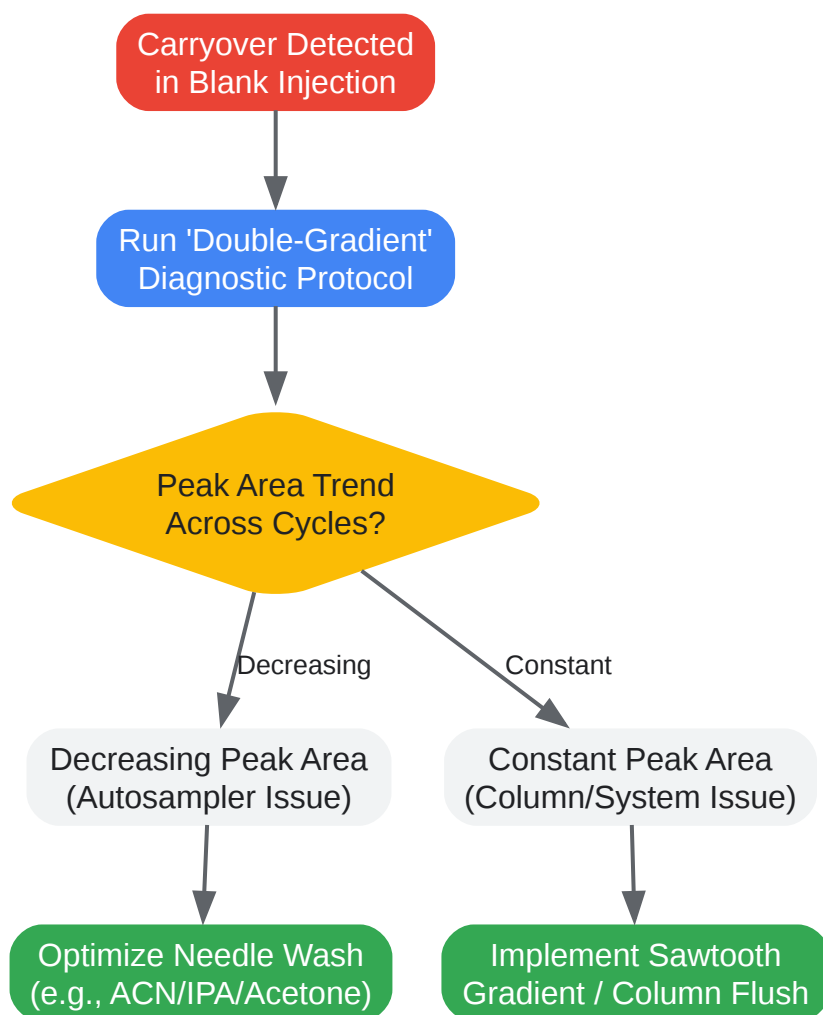 Carryover Detected
in Blank Injection
Run 'Double-Gradient'
Diagnostic Protocol
Peak Area Trend
Across Cycles?
Decreasing
Constant
Decreasing Peak Area
(Autosampler Issue)
Constant Peak Area
(Column/System Issue)
Optimize Needle Wash
(e.g., ACN/IPA/Acetone)
Implement Sawtooth
Gradient / Column Flush